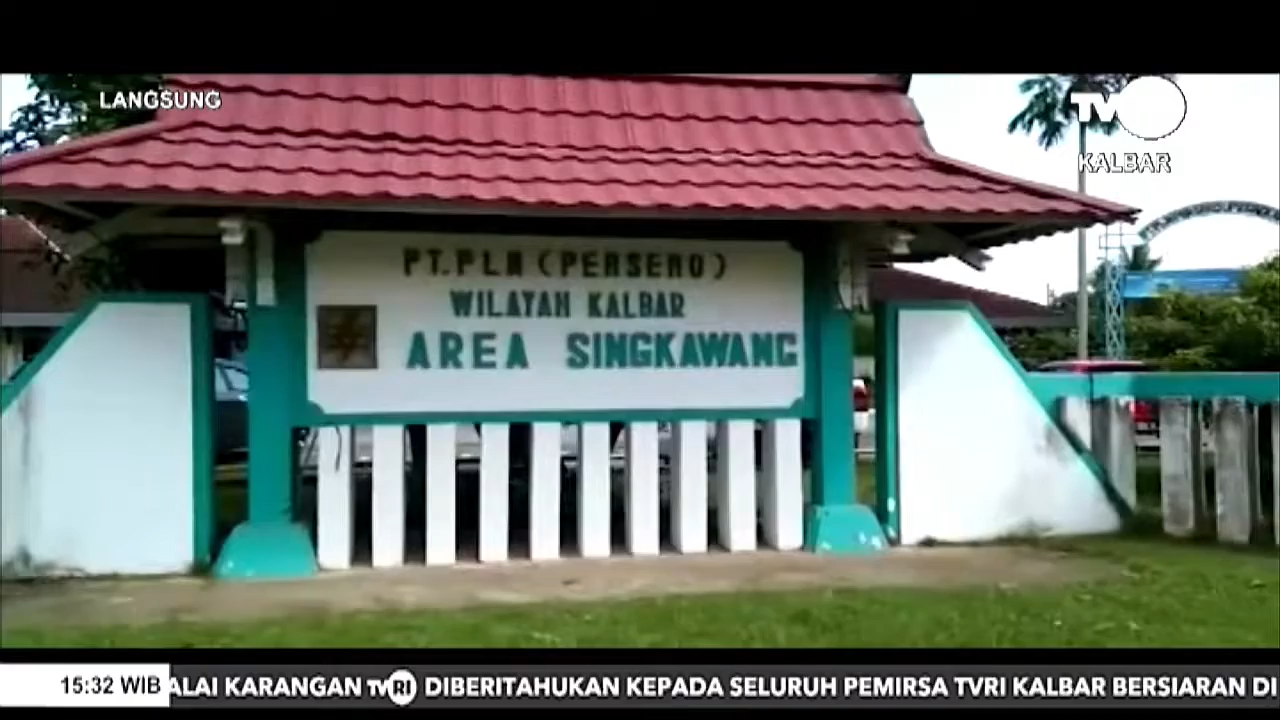 LANGSUNG
TV
KALBAR
PT.PLN (PERSERO)
WILAYAH KALBAR
AREA SINGKAWANG
15:32 WIB
ALAI KARANGAN TVRI DIBERITAHUKAN KEPADA SELURUH PEMIRSA TVRI KALBAR BERSIARAN DI